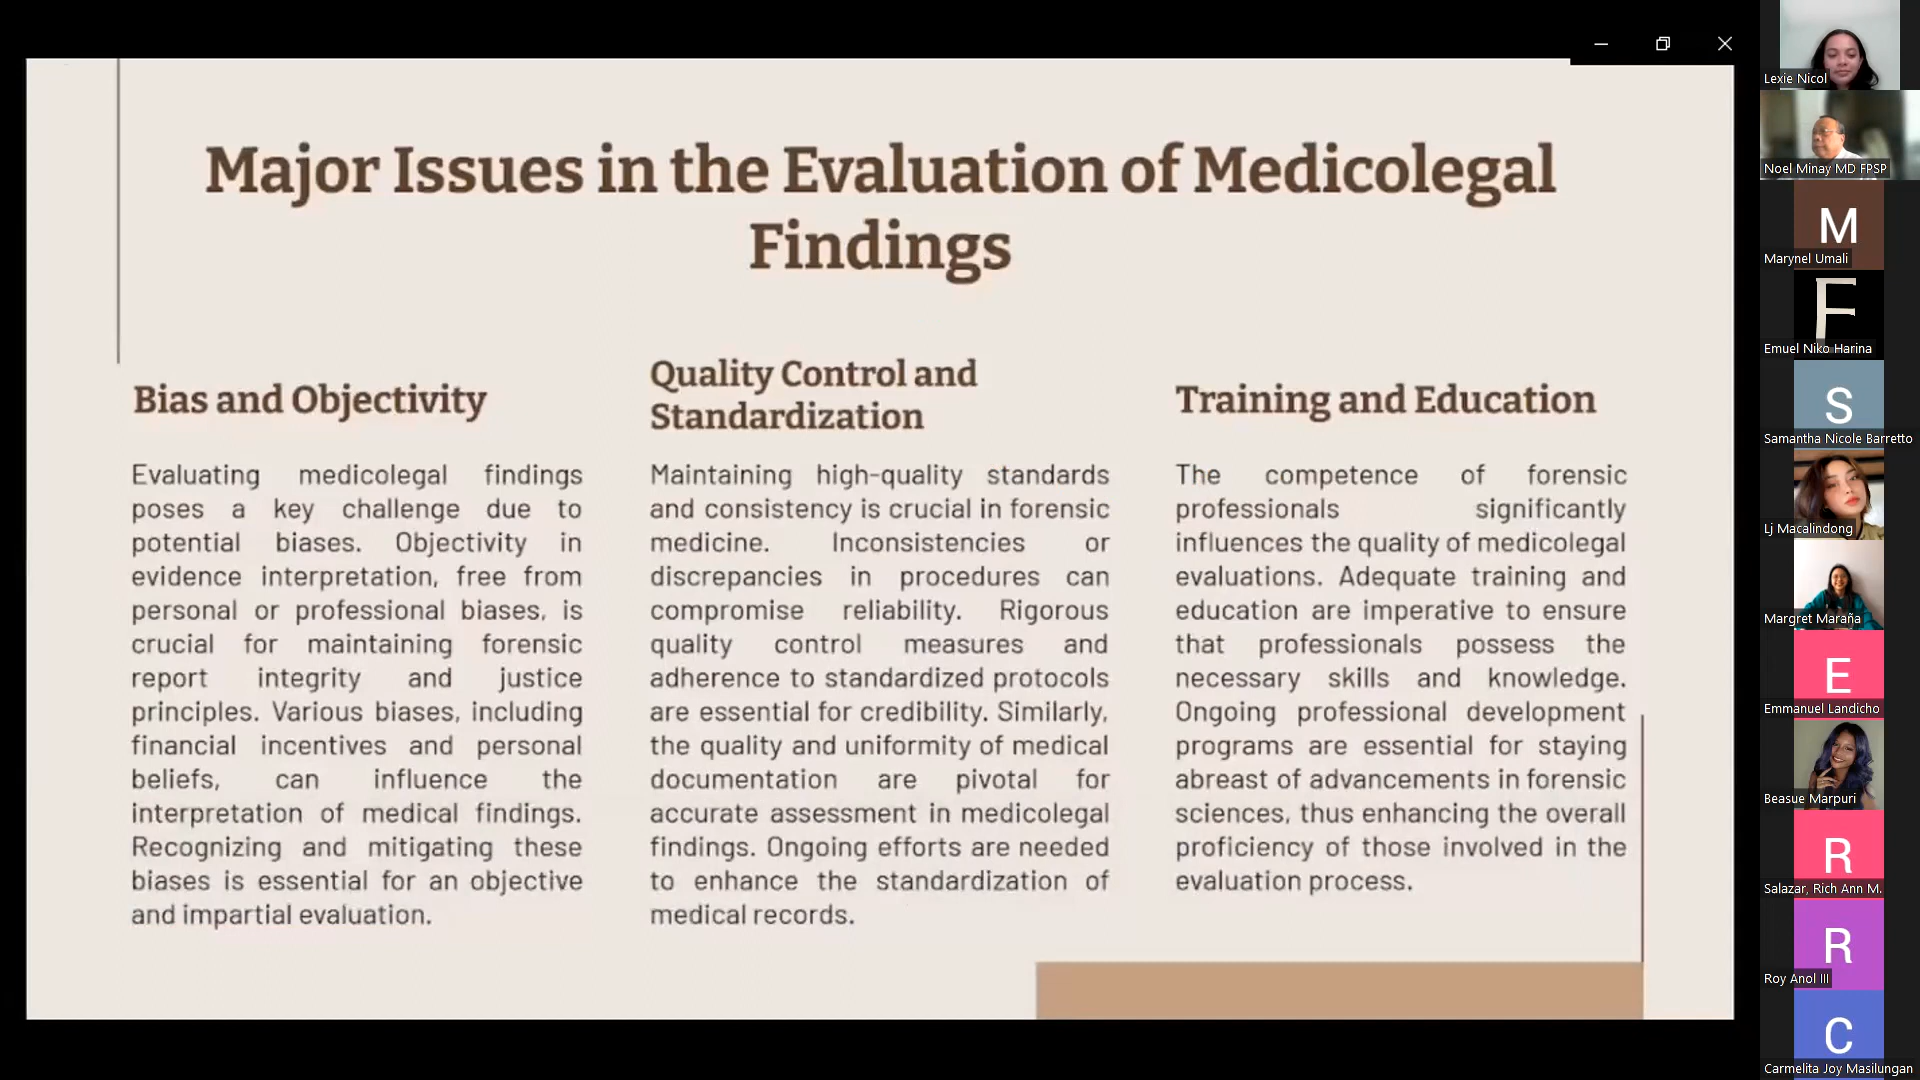 Major Issues in the Evaluation of Medicolegal
Findings
Bias and Objectivity
Evaluating medicolegal findings
poses a key challenge due to
potential biases. Objectivity in
evidence interpretation, free from
personal or professional biases, is
crucial for maintaining forensic
report integrity and justice
principles. Various biases, including
financial incentives and personal
beliefs, can influence the
interpretation of medical findings.
Recognizing and mitigating these
biases is essential for an objective
and impartial evaluation.
Quality Control and
Standardization
Maintaining high-quality standards
and consistency is crucial in forensic
medicine. Inconsistencies or
discrepancies in procedures can
compromise reliability. Rigorous
quality control measures and
adherence to standardized protocols
are essential for credibility. Similarly,
the quality and uniformity of medical
documentation are pivotal for
accurate assessment in medicolegal
findings. Ongoing efforts are needed
to enhance the standardization of
medical records.
Training and Education
The competence of forensic
professionals significantly
influences the quality of medicolegal
evaluations. Adequate training and
education are imperative to ensure
that professionals possess the
necessary skills and knowledge.
Ongoing professional development
programs are essential for staying
abreast of advancements in forensic
sciences, thus enhancing the overall
proficiency of those involved in the
evaluation process.
Lexie Nicol
Noel Minay MD FPSP
M
Marynel Umali
F
Emuel Niko Harina
S
Samantha Nicole Barretto
Lj Macalindong
Margret Maraña
E
Emmanuel Landicho
Beasue Marpuri
R
Salazar, Rich Ann M.
R
Roy Anol III
C
Carmelita Joy Masilungan